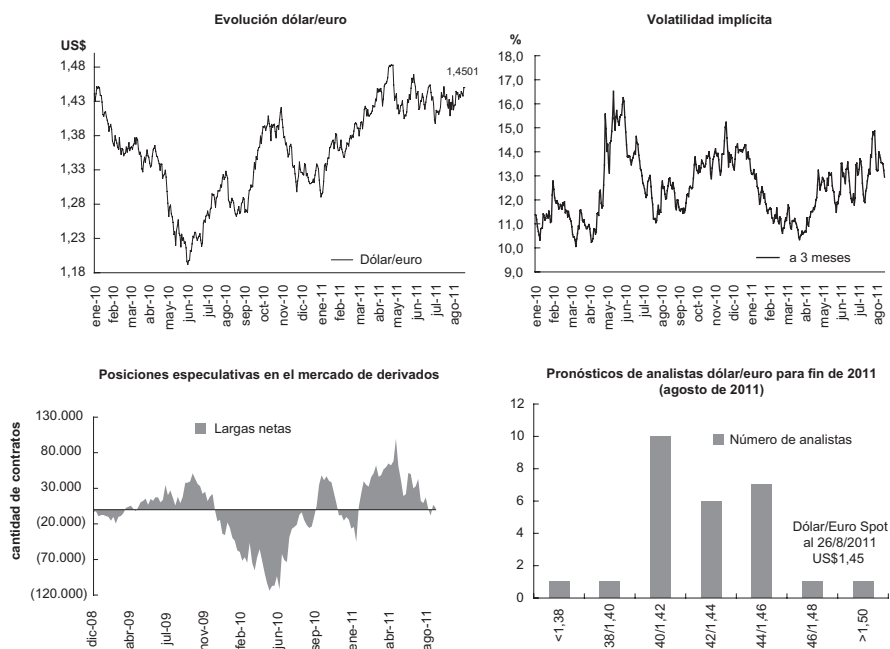 Evolución dólar/euro
US$
1,48
1,43
1,38
1,33
1,28
1,23
1,18
1,4501
Dólar/euro
ene-10
feb-10
mar-10
abr-10
may-10
jun-10
jul-10
ago-10
sep-10
oct-10
nov-10
dic-10
ene-11
feb-11
mar-11
abr-11
may-11
jun-11
jul-11
ago-11
Volatilidad implícita
%
18,0
17,0
16,0
15,0
14,0
13,0
12,0
11,0
10,0
9,0
a 3 meses
ene-10
feb-10
mar-10
abr-10
may-10
jun-10
jul-10
ago-10
sep-10
oct-10
nov-10
dic-10
ene-11
feb-11
mar-11
abr-11
may-11
jun-11
jul-11
ago-11
Posiciones especulativas en el mercado de derivados
cantidad de contratos
130.000
80.000
30.000
(20.000)
(70.000)
(120.000)
Largas netas
dic-08
abr-09
jul-09
nov-09
feb-10
jun-10
sep-10
ene-11
abr-11
ago-11
Pronósticos de analistas dólar/euro para fin de 2011
(agosto de 2011)
12
10
8
6
4
2
0
Número de analistas
Dólar/Euro Spot
al 26/8/2011
US$1,45
<1,38
38/1,40
40/1,42
42/1,44
44/1,46
46/1,48
>1,50